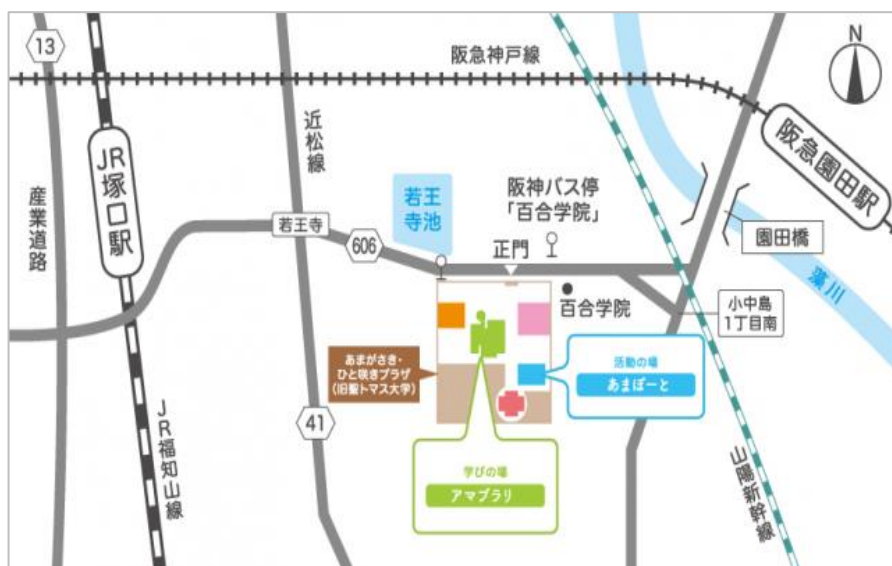 13
阪急神戸線
N
JR塚口駅
近松線
阪急園田駅
産業道路
若王寺池
阪神バス停
「百合学院」
若王寺
606
正門
園田橋
藻川
百合学院
小中島
1丁目南
あまがさき・
ひと咲きプラザ
(旧聖トマス大学)
活動の場
あまぽーと
41
JR福知山線
学びの場
アマブラリ
山陽新幹線